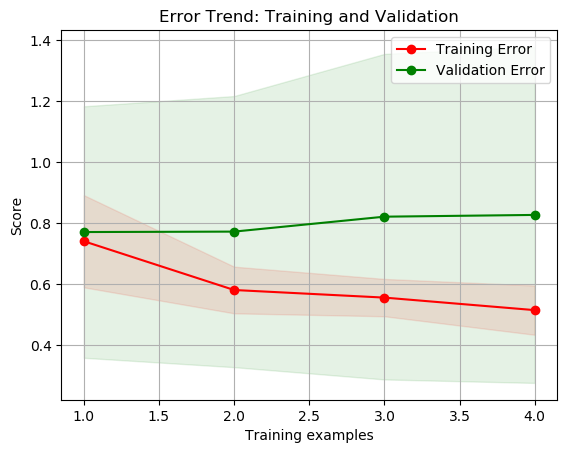 Error Trend: Training and Validation
Training Error
Validation Error
Score
1.4
1.2
1.0
0.8
0.6
0.4
1.0 1.5 2.0 2.5 3.0 3.5 4.0
Training examples